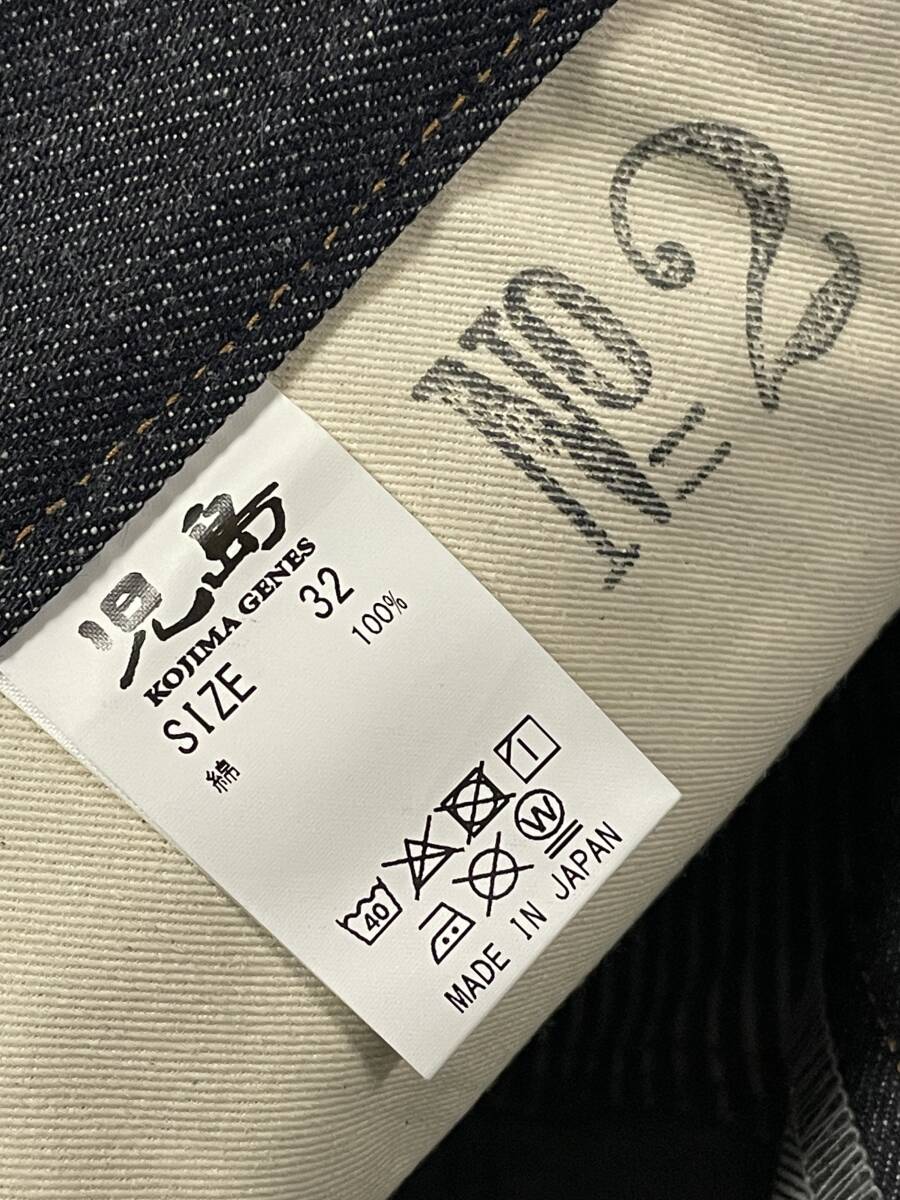 No 2
児島
KOJIMA GENES
SIZE 32
綿 100%
40
W
MADE IN JAPAN